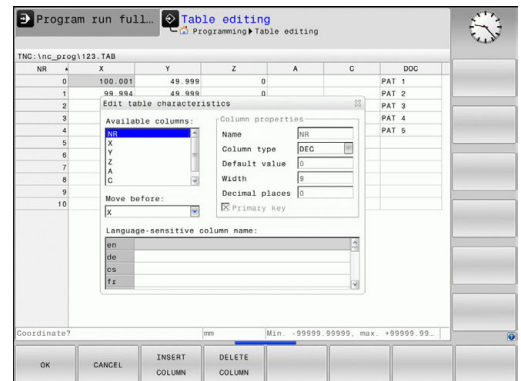 Program run full... Table editing
Programming ▸ Table editing
TNC:\nc_prog\123.TAB
NR X Y Z A C DOC
0 100.001 49.999 0 PAT 1
1 99.994 49.999 0 PAT 2
2 PAT 3
3 PAT 4
4 PAT 5
5
6
7
8
9
10
Edit table characteristics
Available columns:
NR
X
Y
Z
A
C
Move before:
X
Column properties
Name NR
Column type DEC
Default value 0
Width 9
Decimal places 0
Primary key
Language-sensitive column name:
en
de
cs
fr
Coordinate? mm Min. -99999.99999, max. +99999.99...
OK CANCEL INSERT COLUMN DELETE COLUMN